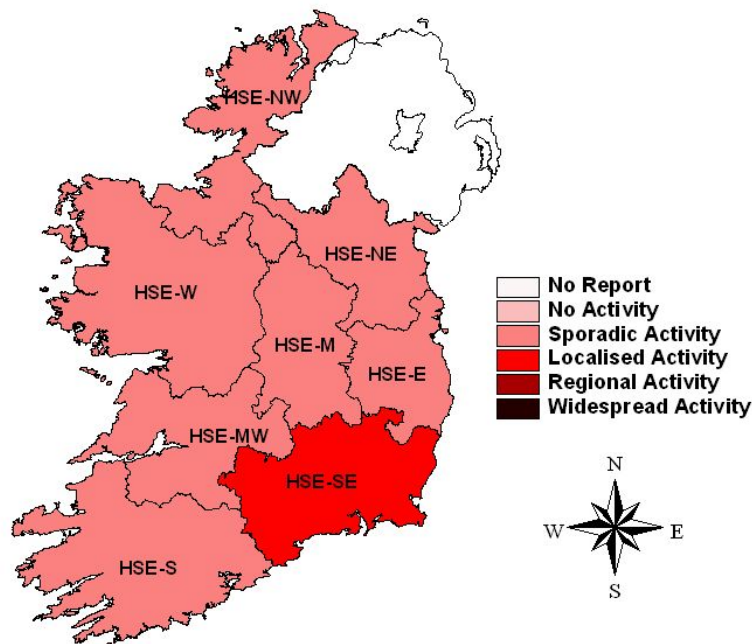 HSE-NW
HSE-NE
HSE-W
HSE-M
HSE-E
HSE-MW
HSE-SE
HSE-S
No Report
No Activity
Sporadic Activity
Localised Activity
Regional Activity
Widespread Activity
N
W E
S